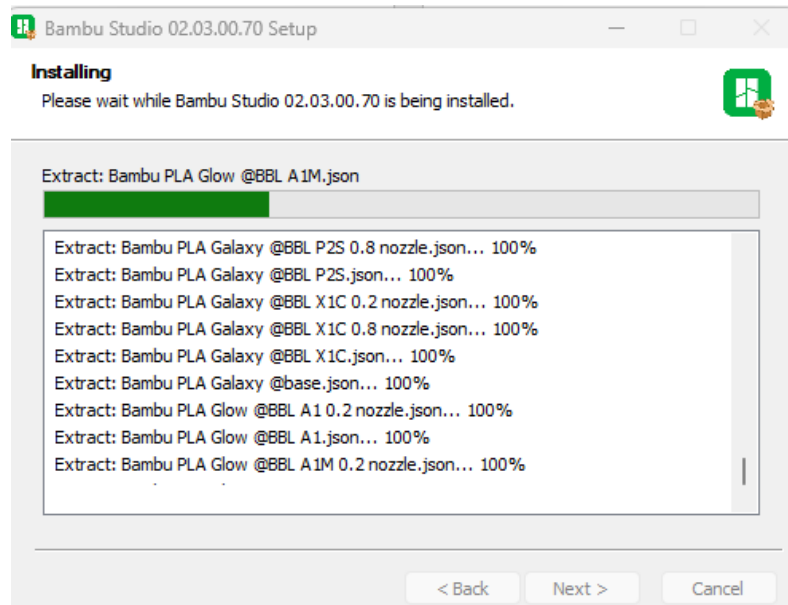 Bambu Studio 02.03.00.70 Setup
Installing
Please wait while Bambu Studio 02.03.00.70 is being installed.
Extract: Bambu PLA Glow @BBL A1M.json
Extract: Bambu PLA Galaxy @BBL P2S 0.8 nozzle.json... 100%
Extract: Bambu PLA Galaxy @BBL P2S.json... 100%
Extract: Bambu PLA Galaxy @BBL X1C 0.2 nozzle.json... 100%
Extract: Bambu PLA Galaxy @BBL X1C 0.8 nozzle.json... 100%
Extract: Bambu PLA Galaxy @BBL X1C.json... 100%
Extract: Bambu PLA Galaxy @base.json... 100%
Extract: Bambu PLA Glow @BBL A1 0.2 nozzle.json... 100%
Extract: Bambu PLA Glow @BBL A1.json... 100%
Extract: Bambu PLA Glow @BBL A1M 0.2 nozzle.json... 100%
< Back Next > Cancel